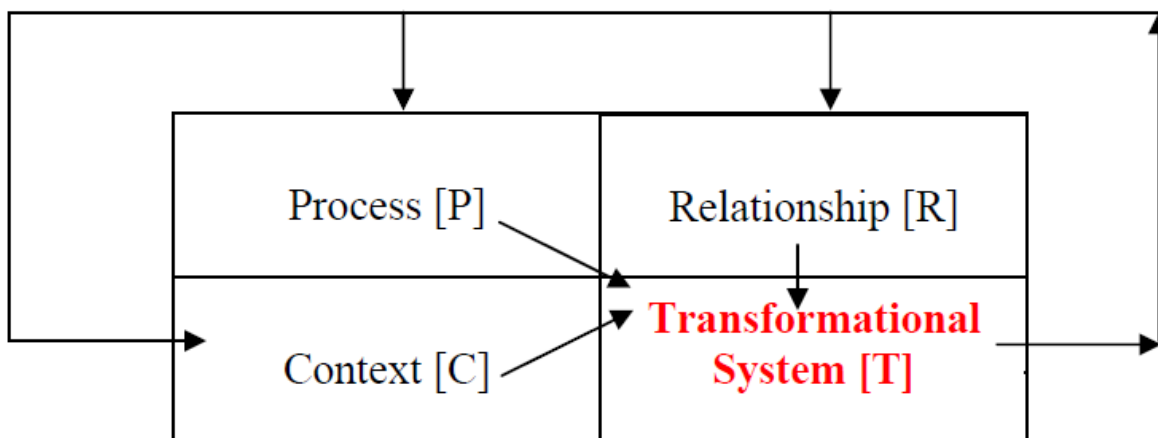 Process [P]
Relationship [R]
Context [C]
Transformational
System [T]